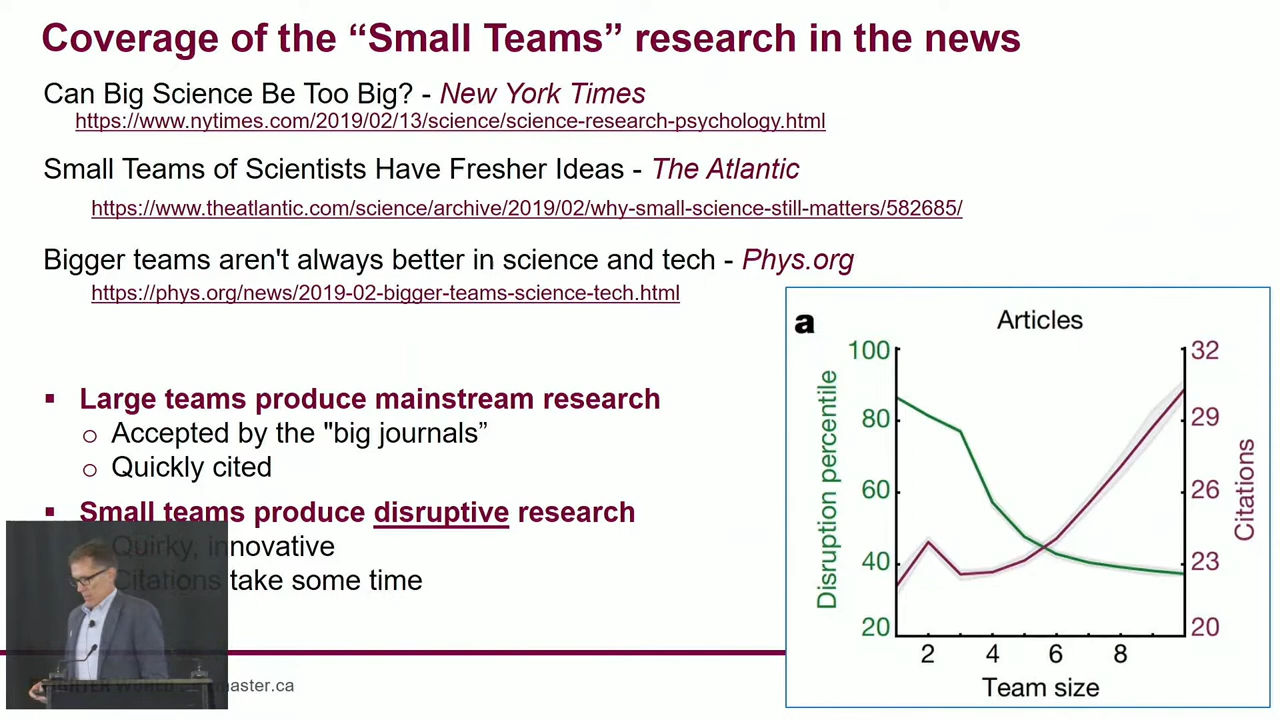 Coverage of the “Small Teams” research in the news
Can Big Science Be Too Big? - New York Times
https://www.nytimes.com/2019/02/13/science/science-research-psychology.html
Small Teams of Scientists Have Fresher Ideas - The Atlantic
https://www.theatlantic.com/science/archive/2019/02/why-small-science-still-matters/582685/
Bigger teams aren't always better in science and tech - Phys.org
https://phys.org/news/2019-02-bigger-teams-science-tech.html
▪ Large teams produce mainstream research
o Accepted by the "big journals”
o Quickly cited
▪ Small teams produce disruptive research
Quirky, innovative
Citations take some time
WORLD
master.ca
a
Articles
Disruption percentile
100
80
60
40
20
32
29
26
23
20
Citations
2 4 6 8
Team size